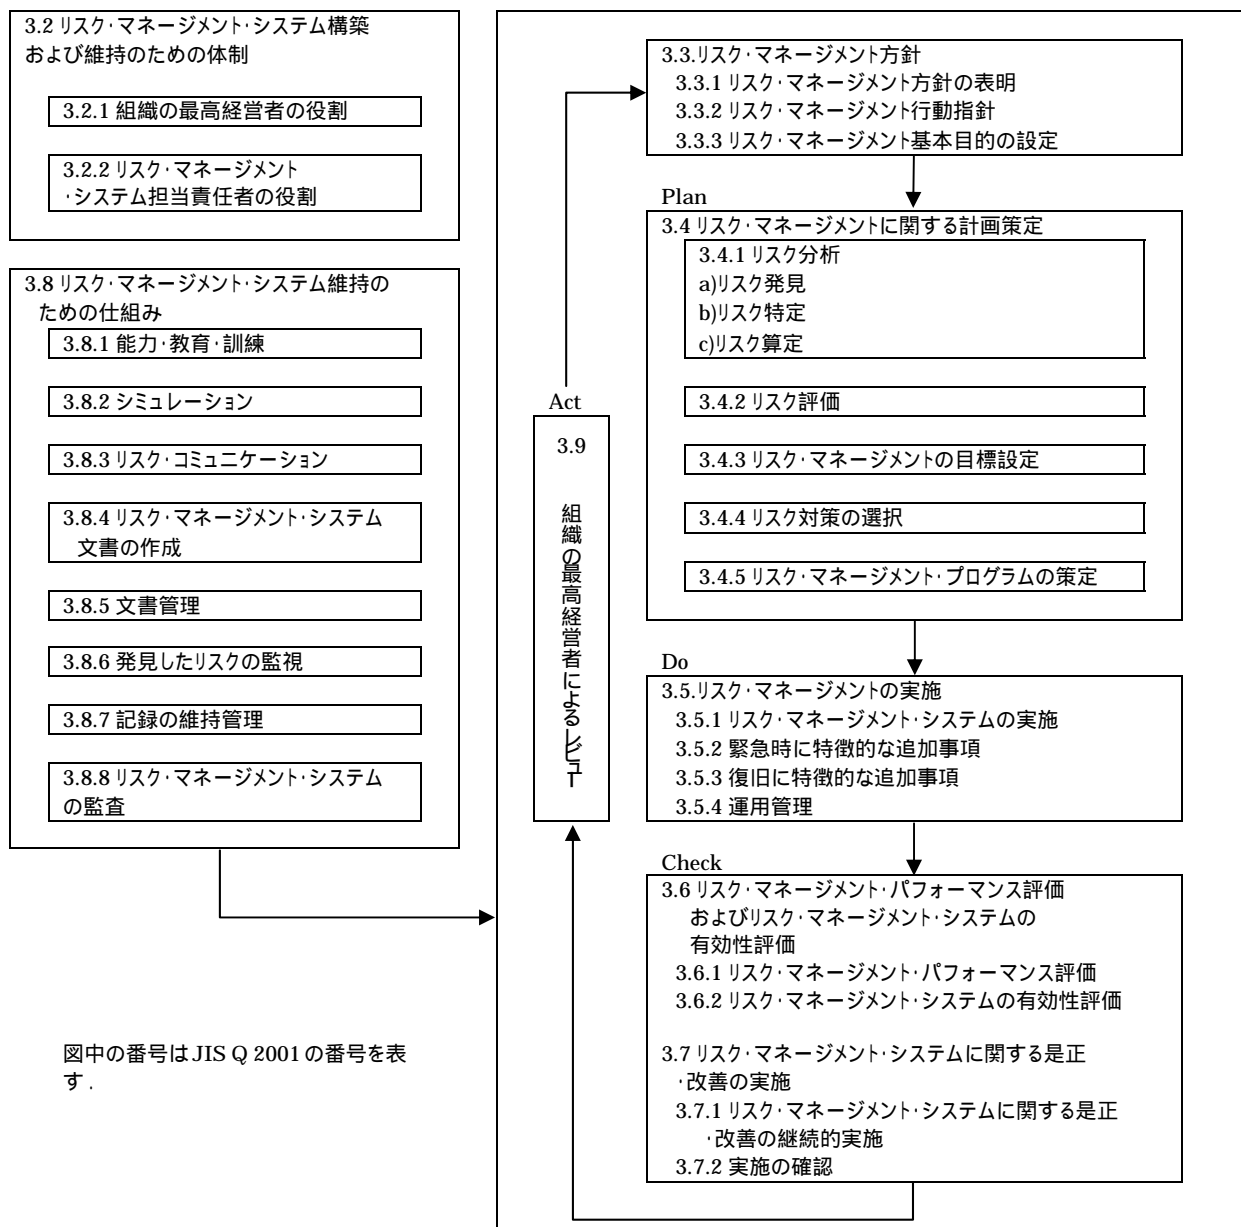 3.2 リスク・マネージメント・システム構築
および維持のための体制
3.2.1 組織の最高経営者の役割
3.2.2 リスク・マネージメント
・システム担当責任者の役割
3.8 リスク・マネージメント・システム維持の
ための仕組み
3.8.1 能力・教育・訓練
3.8.2 シミュレーション
3.8.3 リスク・コミュニケーション
3.8.4 リスク・マネージメント・システム
文書の作成
3.8.5 文書管理
3.8.6 発見したリスクの監視
3.8.7 記録の維持管理
3.8.8 リスク・マネージメント・システム
の監査
図中の番号は JIS Q 2001 の番号を表
す.
Act
3.9
組織の最高経営者によるレビュー
3.3.リスク・マネージメント方針
3.3.1 リスク・マネージメント方針の表明
3.3.2 リスク・マネージメント行動指針
3.3.3 リスク・マネージメント基本目的の設定
Plan
3.4 リスク・マネージメントに関する計画策定
3.4.1 リスク分析
a)リスク発見
b)リスク特定
c)リスク算定
3.4.2 リスク評価
3.4.3 リスク・マネージメントの目標設定
3.4.4 リスク対策の選択
3.4.5 リスク・マネージメント・プログラムの策定
Do
3.5.リスク・マネージメントの実施
3.5.1 リスク・マネージメント・システムの実施
3.5.2 緊急時に特徴的な追加事項
3.5.3 復旧に特徴的な追加事項
3.5.4 運用管理
Check
3.6 リスク・マネージメント・パフォーマンス評価
およびリスク・マネージメント・システムの
有効性評価
3.6.1 リスク・マネージメント・パフォーマンス評価
3.6.2 リスク・マネージメント・システムの有効性評価
3.7 リスク・マネージメント・システムに関する是正
・改善の実施
3.7.1 リスク・マネージメント・システムに関する是正
・改善の継続的実施
3.7.2 実施の確認